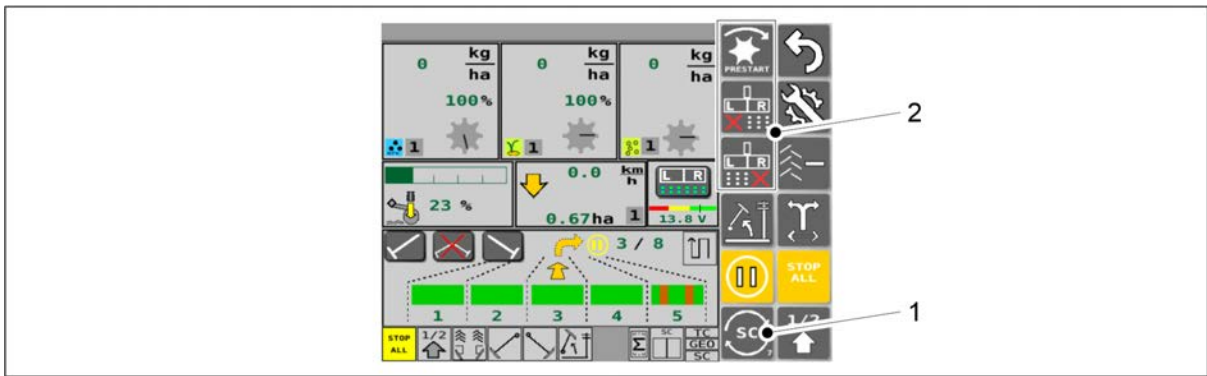 0 kg/ha 0 kg/ha 0 kg/ha
PRESTART
100% 100%
L R
1 1 1
2
L R
0.0 km/h
L R
23 %
0.67ha 1
13.8 V
3 / 8
STOP
ALL
1 2 3 4 5
1
SC
1/2
STOP
ALL
1/2
Σ
SC
TC
GEO
SC